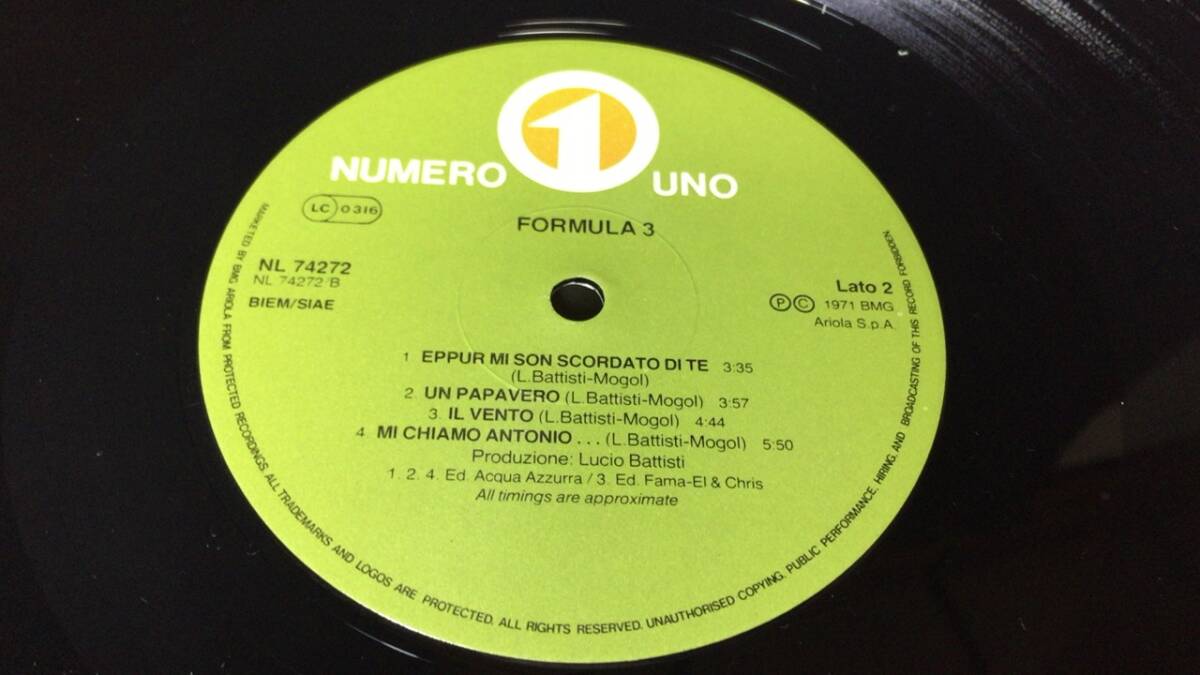 1
NUMERO UNO
LC 0316
FORMULA 3
NL 74272
NL 74272 B
BIEM/SIAE
Lato 2
P C 1971 BMG
Ariola S.p.A.
1 EPPUR MI SON SCORDATO DI TE 3:35
(L.Battisti-Mogol)
2. UN PAPAVERO (L.Battisti-Mogol) 3:57
3. IL VENTO (L.Battisti-Mogol) 4:44
4. MI CHIAMO ANTONIO . . . (L.Battisti-Mogol) 5:50
Produzione: Lucio Battisti
1. 2. 4. Ed. Acqua Azzurra / 3. Ed. Fama-El & Chris
All timings are approximate
MARKETED BY BMG ARIOLA FROM PROTECTED RECORDINGS. ALL TRADEMARKS AND LOGOS ARE PROTECTED. ALL RIGHTS RESERVED. UNAUTHORISED COPYING. PUBLIC PERFORMANCE. HIRING. AND BROADCASTING OF THIS RECORD FORBIDDEN.